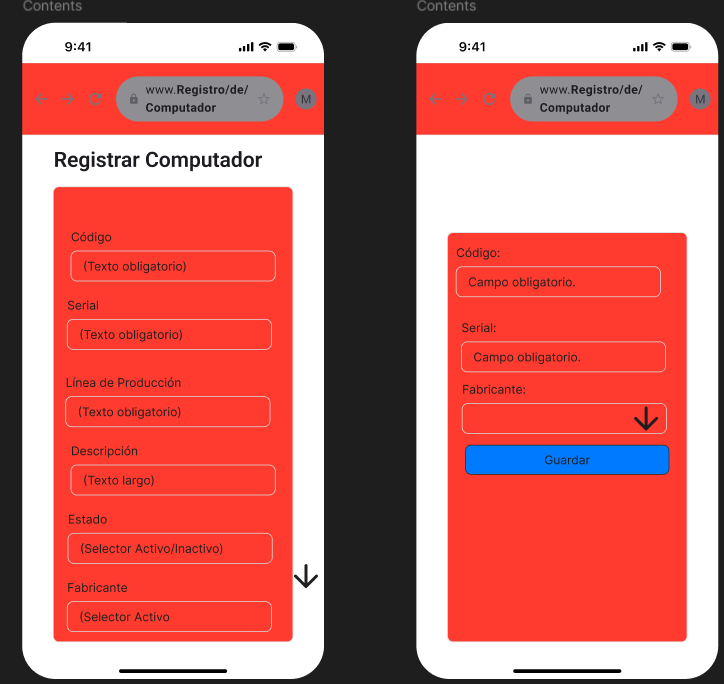 Contents
9:41
www.Registro/de/
Computador
M
Registrar Computador
Código
(Texto obligatorio)
Serial
(Texto obligatorio)
Línea de Producción
(Texto obligatorio)
Descripción
(Texto largo)
Estado
(Selector Activo/Inactivo)
Fabricante
(Selector Activo
Contents
9:41
www.Registro/de/
Computador
M
Código:
Campo obligatorio.
Serial:
Campo obligatorio.
Fabricante:
Guardar